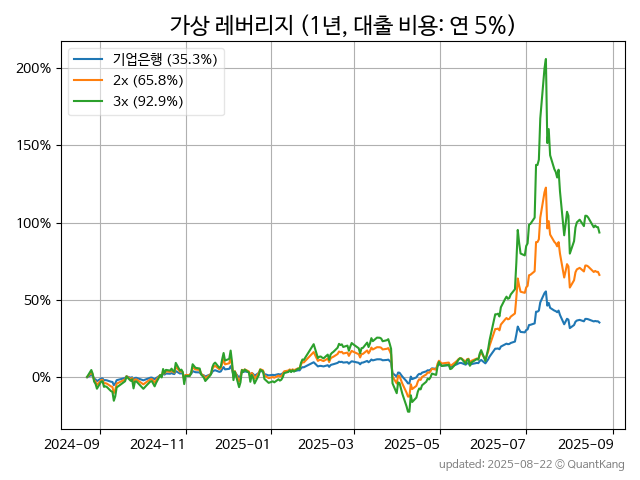 가상 레버리지 (1년, 대출 비용: 연 5%)
기업은행 (35.3%)
2x (65.8%)
3x (92.9%)
200%
150%
100%
50%
0%
2024-09 2024-11 2025-01 2025-03 2025-05 2025-07 2025-09
updated: 2025-08-22 © QuantKang